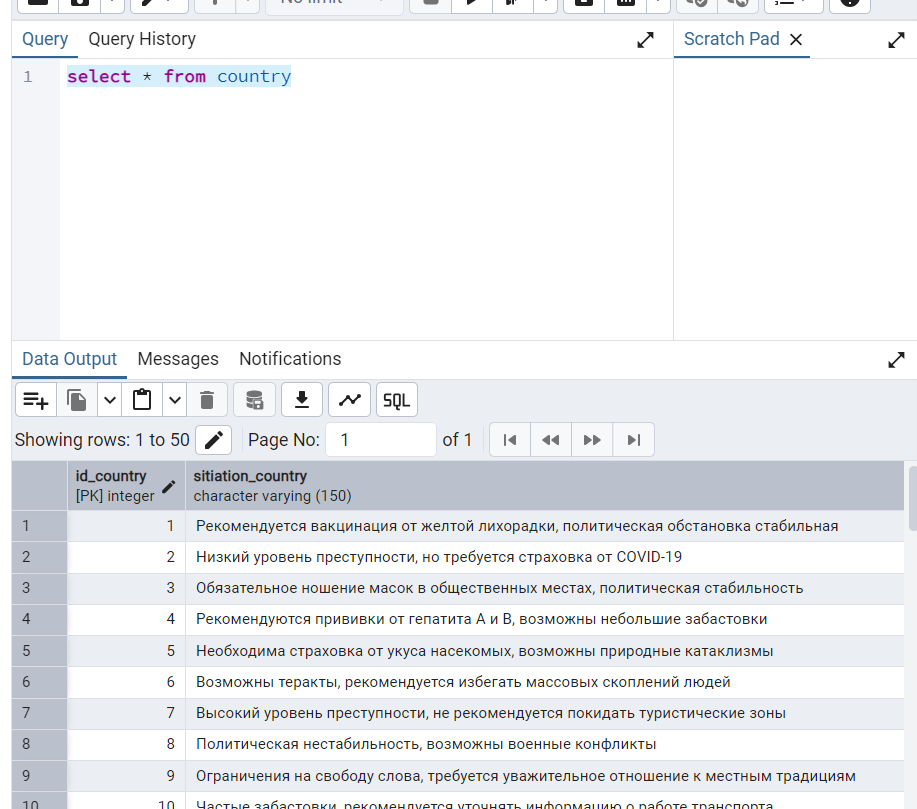 No limit
Query Query History Scratch Pad
1 select * from country
Data Output Messages Notifications
SQL
Showing rows: 1 to 50 Page No: 1 of 1
id_country sitiation_country
[PK] integer character varying (150)
1 1 Рекомендуется вакцинация от желтой лихорадки, политическая обстановка стабильная
2 2 Низкий уровень преступности, но требуется страховка от COVID-19
3 3 Обязательное ношение масок в общественных местах, политическая стабильность
4 4 Рекомендуются прививки от гепатита А и В, возможны небольшие забастовки
5 5 Необходима страховка от укуса насекомых, возможны природные катаклизмы
6 6 Возможны теракты, рекомендуется избегать массовых скоплений людей
7 7 Высокий уровень преступности, не рекомендуется покидать туристические зоны
8 8 Политическая нестабильность, возможны военные конфликты
9 9 Ограничения на свободу слова, требуется уважительное отношение к местным традициям
10 10 Частые забастовки, рекомендуется уточнять информацию о работе транспорта